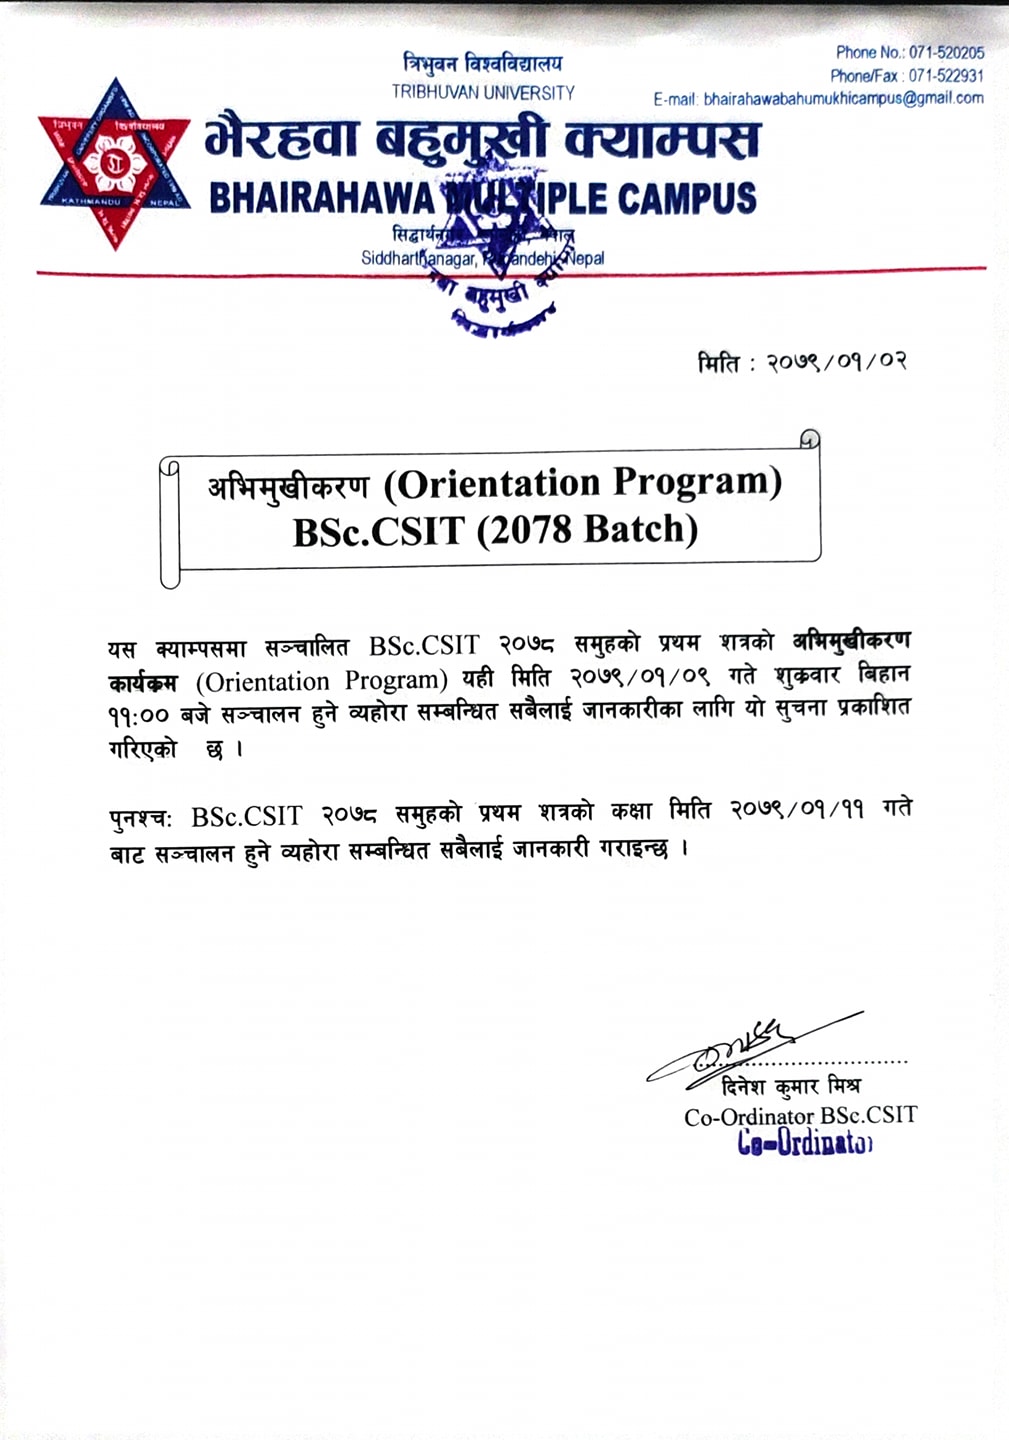 त्रिभुवन विश्वविद्यालय
TRIBHUVAN UNIVERSITY
Phone No.: 071-520205
Phone/Fax : 071-522931
E-mail: bhairahawabahumukhicampus@gmail.com
भैरहवा बहुमुखी क्याम्पस
BHAIRAHAWA MULTIPLE CAMPUS
सिद्धार्थनगर, नेपाल
Siddharthanagar, Rupandehi, Nepal
बहुमुखी
KATHMANDU NEPAL
मिति : २०७९/०१/०२
अभिमुखीकरण (Orientation Program)
BSc.CSIT (2078 Batch)
यस क्याम्पसमा सञ्चालित BSc.CSIT २०७८ समुहको प्रथम शत्रको अभिमुखीकरण
कार्यक्रम (Orientation Program) यही मिति २०७९/०१/०९ गते शुक्रवार बिहान
११:०० बजे सञ्चालन हुने व्यहोरा सम्बन्धित सबैलाई जानकारीका लागि यो सुचना प्रकाशित
गरिएको छ ।
पुनश्च: BSc.CSIT २०७८ समुहको प्रथम शत्रको कक्षा मिति २०७९/०१/११ गते
बाट सञ्चालन हुने व्यहोरा सम्बन्धित सबैलाई जानकारी गराइन्छ ।
दिनेश कुमार मिश्र
Co-Ordinator BSc.CSIT
Co-Ordinator